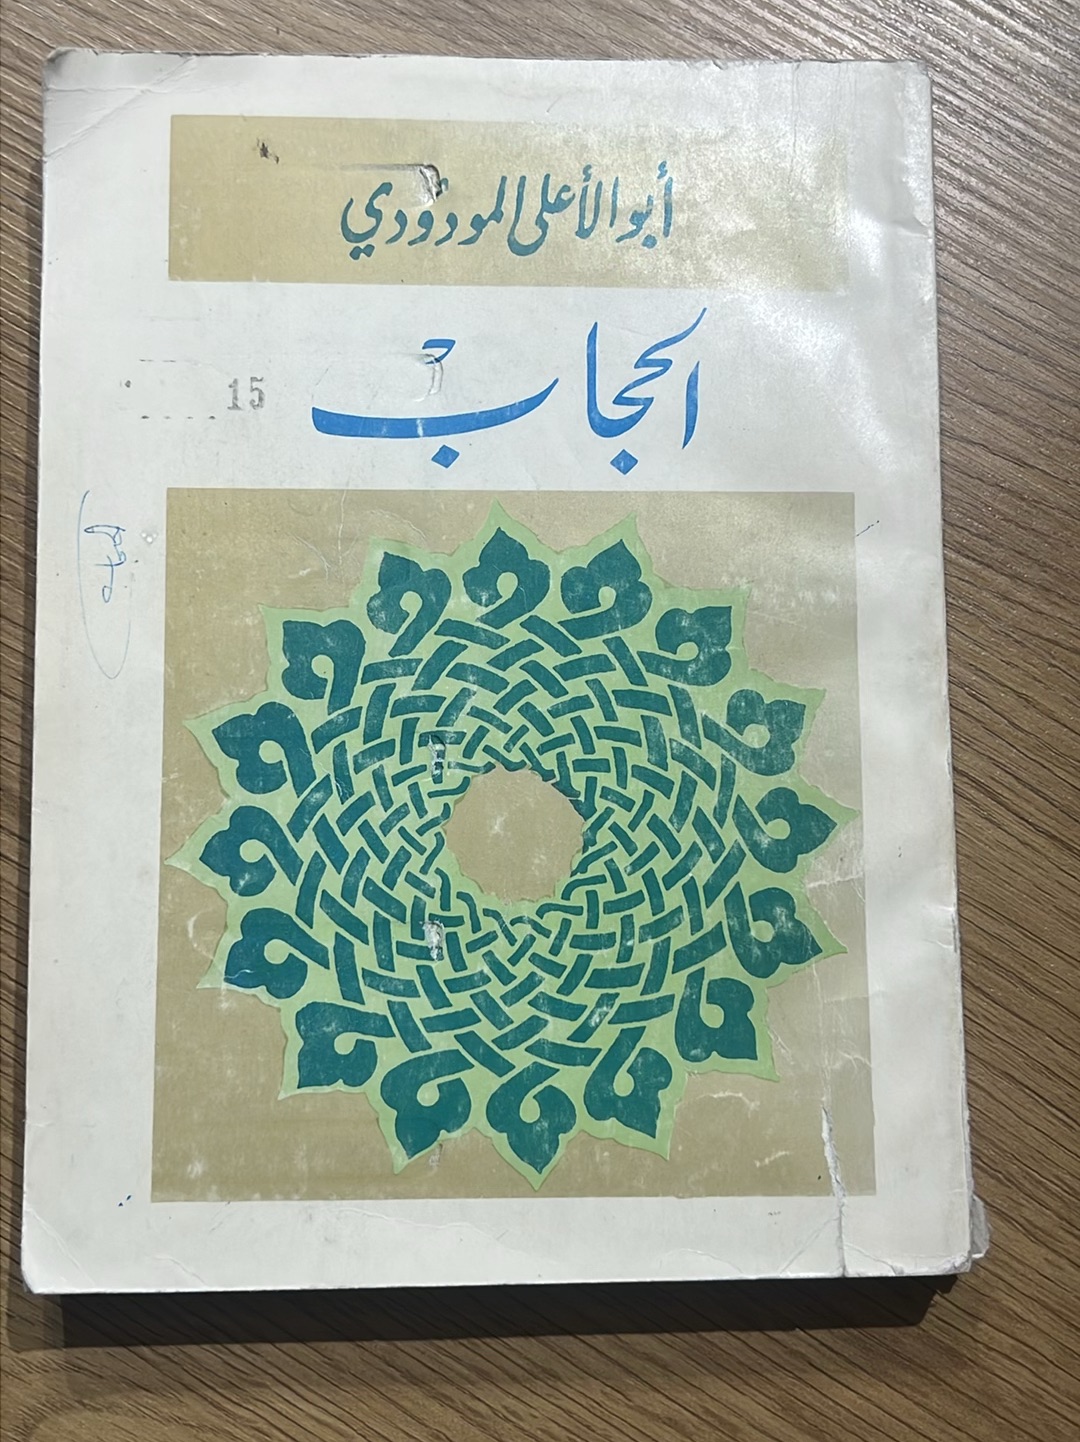 أبو الأعلى المودودي
الحجاب
15